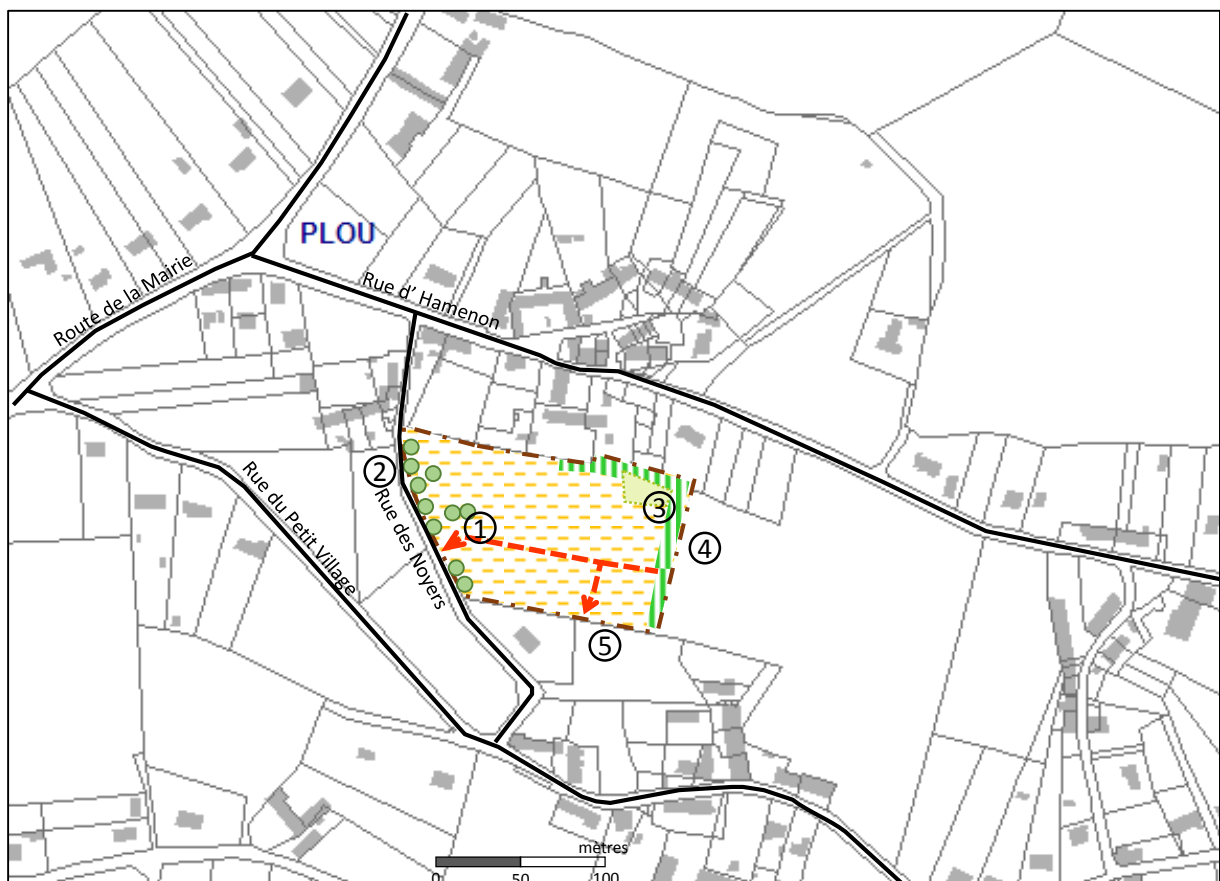 PLOU
Route de la Mairie
Rue d' Hamenon
②
Rue des Noyers
①
③
④
Rue du Petit Village
⑤
mètres
0 50 100